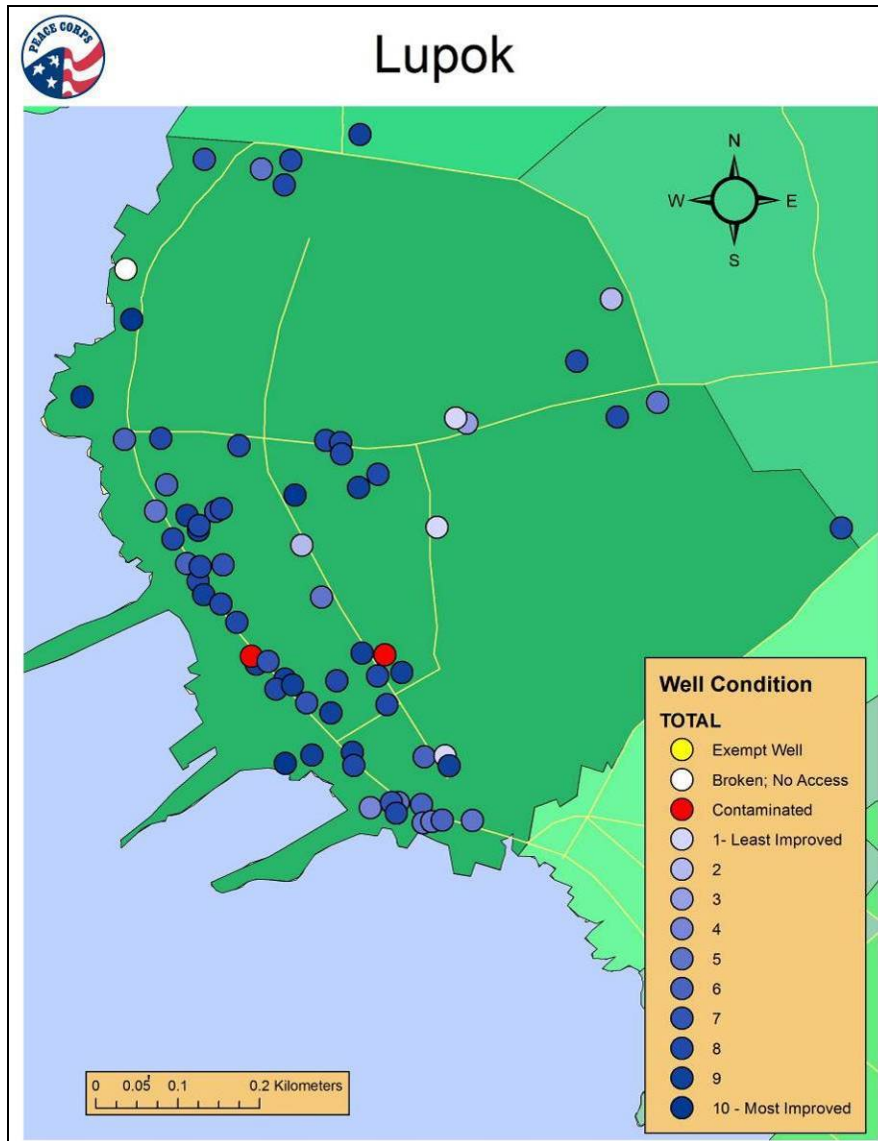 PEACE CORPS
Lupok
N
W E
S
Well Condition
TOTAL
Exempt Well
Broken; No Access
Contaminated
1- Least Improved
2
3
4
5
6
7
8
9
10 - Most Improved
0 0.05 0.1 0.2 Kilometers